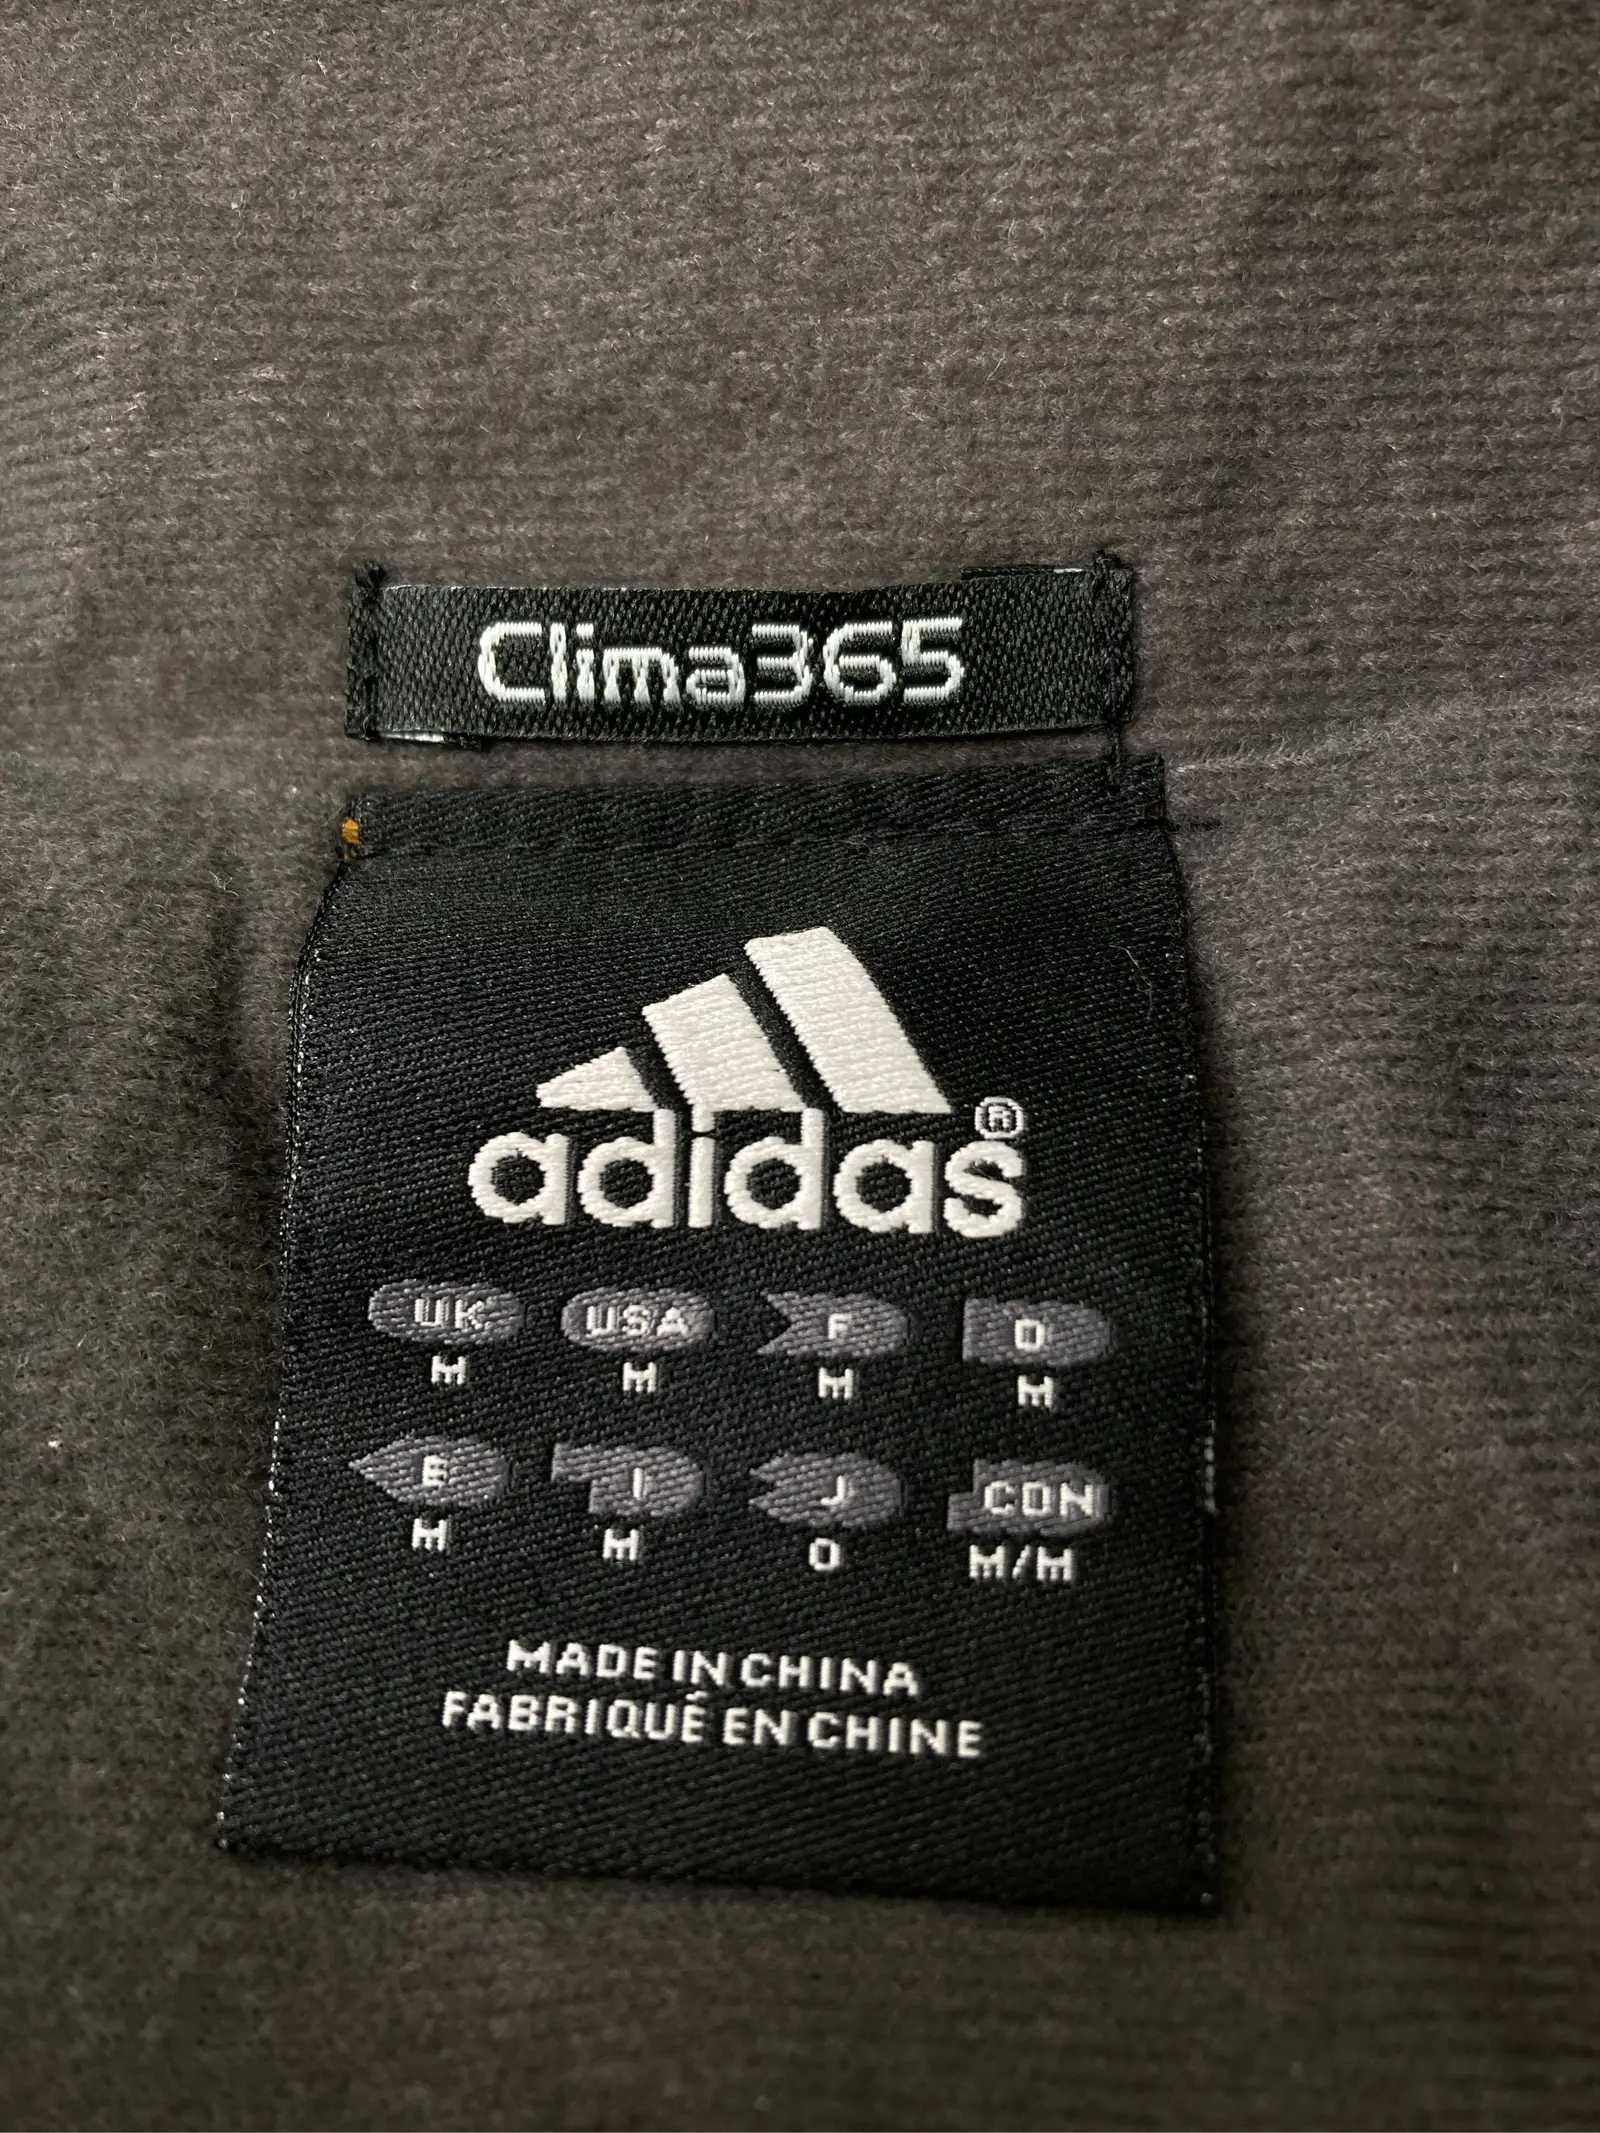 Clima365
adidas®
UK USA F D
M M M M
E I J CON
M M O M/M
MADE IN CHINA
FABRIQUÉ EN CHINE